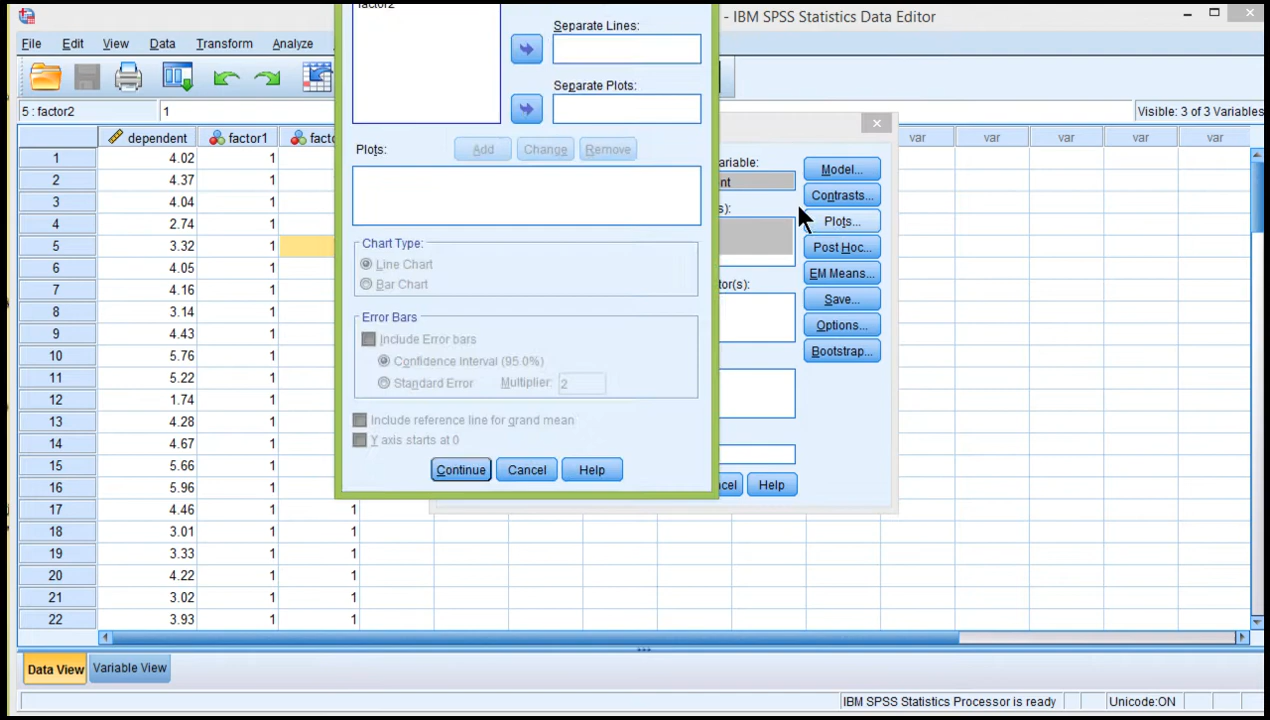 - IBM SPSS Statistics Data Editor
File Edit View Data Transform Analyze
factor2
Separate Lines:
Separate Plots:
5 : factor2 1 Visible: 3 of 3 Variables
dependent factor1 facto var var var var var
1 4.02 1
2 4.37 1
3 4.04 1
4 2.74 1
5 3.32 1
6 4.05 1
7 4.16 1
8 3.14 1
9 4.43 1
10 5.76 1
11 5.22 1
12 1.74 1
13 4.28 1
14 4.67 1
15 5.66 1
16 5.96 1
17 4.46 1 1
18 3.01 1 1
19 3.33 1 1
20 4.22 1 1
21 3.02 1 1
22 3.93 1 1
Plots: Add Change Remove
Chart Type:
Line Chart
Bar Chart
Error Bars
Include Error bars
Confidence Interval (95.0%)
Standard Error Multiplier: 2
Include reference line for grand mean
Y axis starts at 0
Continue Cancel Help
ariable:
nt
s):
tor(s):
Model...
Contrasts...
Plots...
Post Hoc...
EM Means...
Save...
Options...
Bootstrap...
cel Help
Data View Variable View
IBM SPSS Statistics Processor is ready Unicode:ON